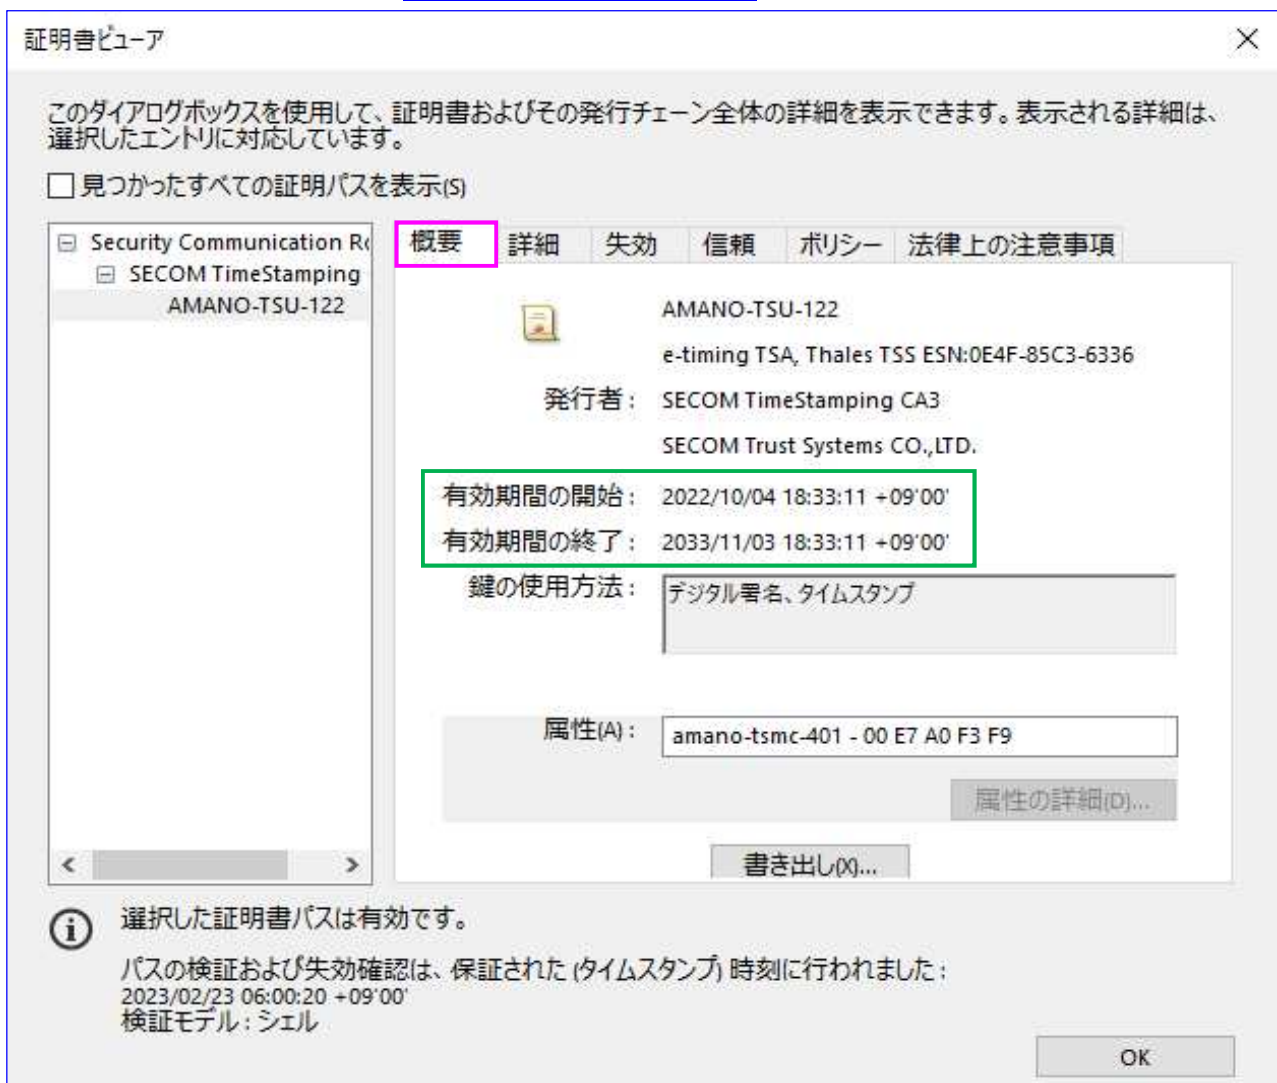 証明書ビューア
このダイアログボックスを使用して、証明書およびその発行チェーン全体の詳細を表示できます。表示される詳細は、
選択したエントリに対応しています。
見つかったすべての証明パスを表示(S)
Security Communication Ro
SECOM TimeStamping
AMANO-TSU-122
概要 詳細 失効 信頼 ポリシー 法律上の注意事項
AMANO-TSU-122
e-timing TSA, Thales TSS ESN:0E4F-85C3-6336
発行者: SECOM TimeStamping CA3
SECOM Trust Systems CO.,LTD.
有効期間の開始: 2022/10/04 18:33:11 +09'00'
有効期間の終了: 2033/11/03 18:33:11 +09'00'
鍵の使用方法: デジタル署名、タイムスタンプ
属性(A): amano-tsmc-401 - 00 E7 A0 F3 F9
属性の詳細(D)...
書き出し(X)...
選択した証明書パスは有効です。
パスの検証および失効確認は、保証された (タイムスタンプ) 時刻に行われました:
2023/02/23 06:00:20 +09'00'
検証モデル: シェル
OK